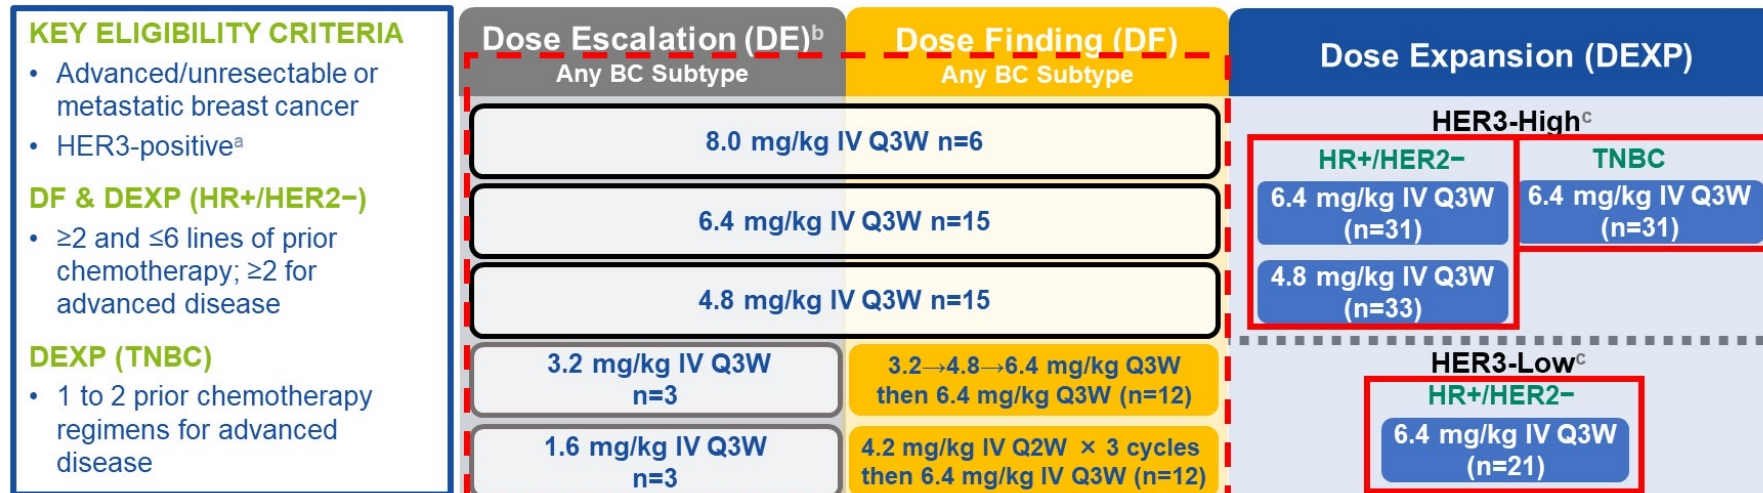 KEY ELIGIBILITY CRITERIA
• Advanced/unresectable or
metastatic breast cancer
• HER3-positiveᵃ
DF & DEXP (HR+/HER2−)
• ≥2 and ≤6 lines of prior
chemotherapy; ≥2 for
advanced disease
DEXP (TNBC)
• 1 to 2 prior chemotherapy
regimens for advanced
disease
Dose Escalation (DE)ᵇ
Any BC Subtype
Dose Finding (DF)
Any BC Subtype
8.0 mg/kg IV Q3W n=6
6.4 mg/kg IV Q3W n=15
4.8 mg/kg IV Q3W n=15
3.2 mg/kg IV Q3W
n=3
3.2→4.8→6.4 mg/kg Q3W
then 6.4 mg/kg Q3W (n=12)
1.6 mg/kg IV Q3W
n=3
4.2 mg/kg IV Q2W × 3 cycles
then 6.4 mg/kg IV Q3W (n=12)
Dose Expansion (DEXP)
HER3-Highᶜ
HR+/HER2−
6.4 mg/kg IV Q3W
(n=31)
4.8 mg/kg IV Q3W
(n=33)
TNBC
6.4 mg/kg IV Q3W
(n=31)
HER3-Lowᶜ
HR+/HER2−
6.4 mg/kg IV Q3W
(n=21)